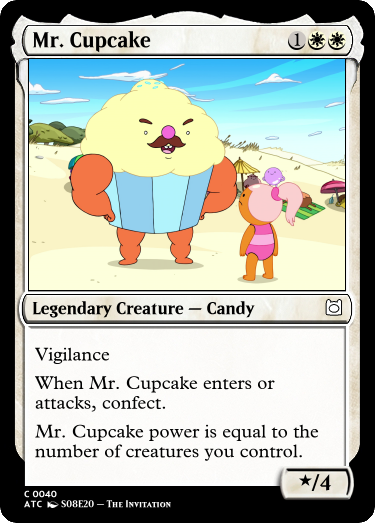 Mr. Cupcake 1
Legendary Creature — Candy
Vigilance
When Mr. Cupcake enters or
attacks, confect.
Mr. Cupcake power is equal to the
number of creatures you control.
★/4
C 0040
ATC S08E20 — The Invitation